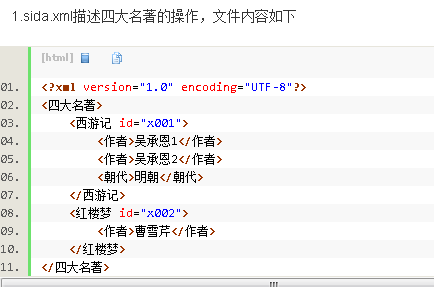 1.sida.xml描述四大名著的操作，文件内容如下
[html]
01. <?xml version="1.0" encoding="UTF-8"?>
02. <四大名著>
03. <西游记 id="x001">
04. <作者>吴承恩1</作者>
05. <作者>吴承恩2</作者>
06. <朝代>明朝</朝代>
07. </西游记>
08. <红楼梦 id="x002">
09. <作者>曹雪芹</作者>
10. </红楼梦>
11. </四大名著>